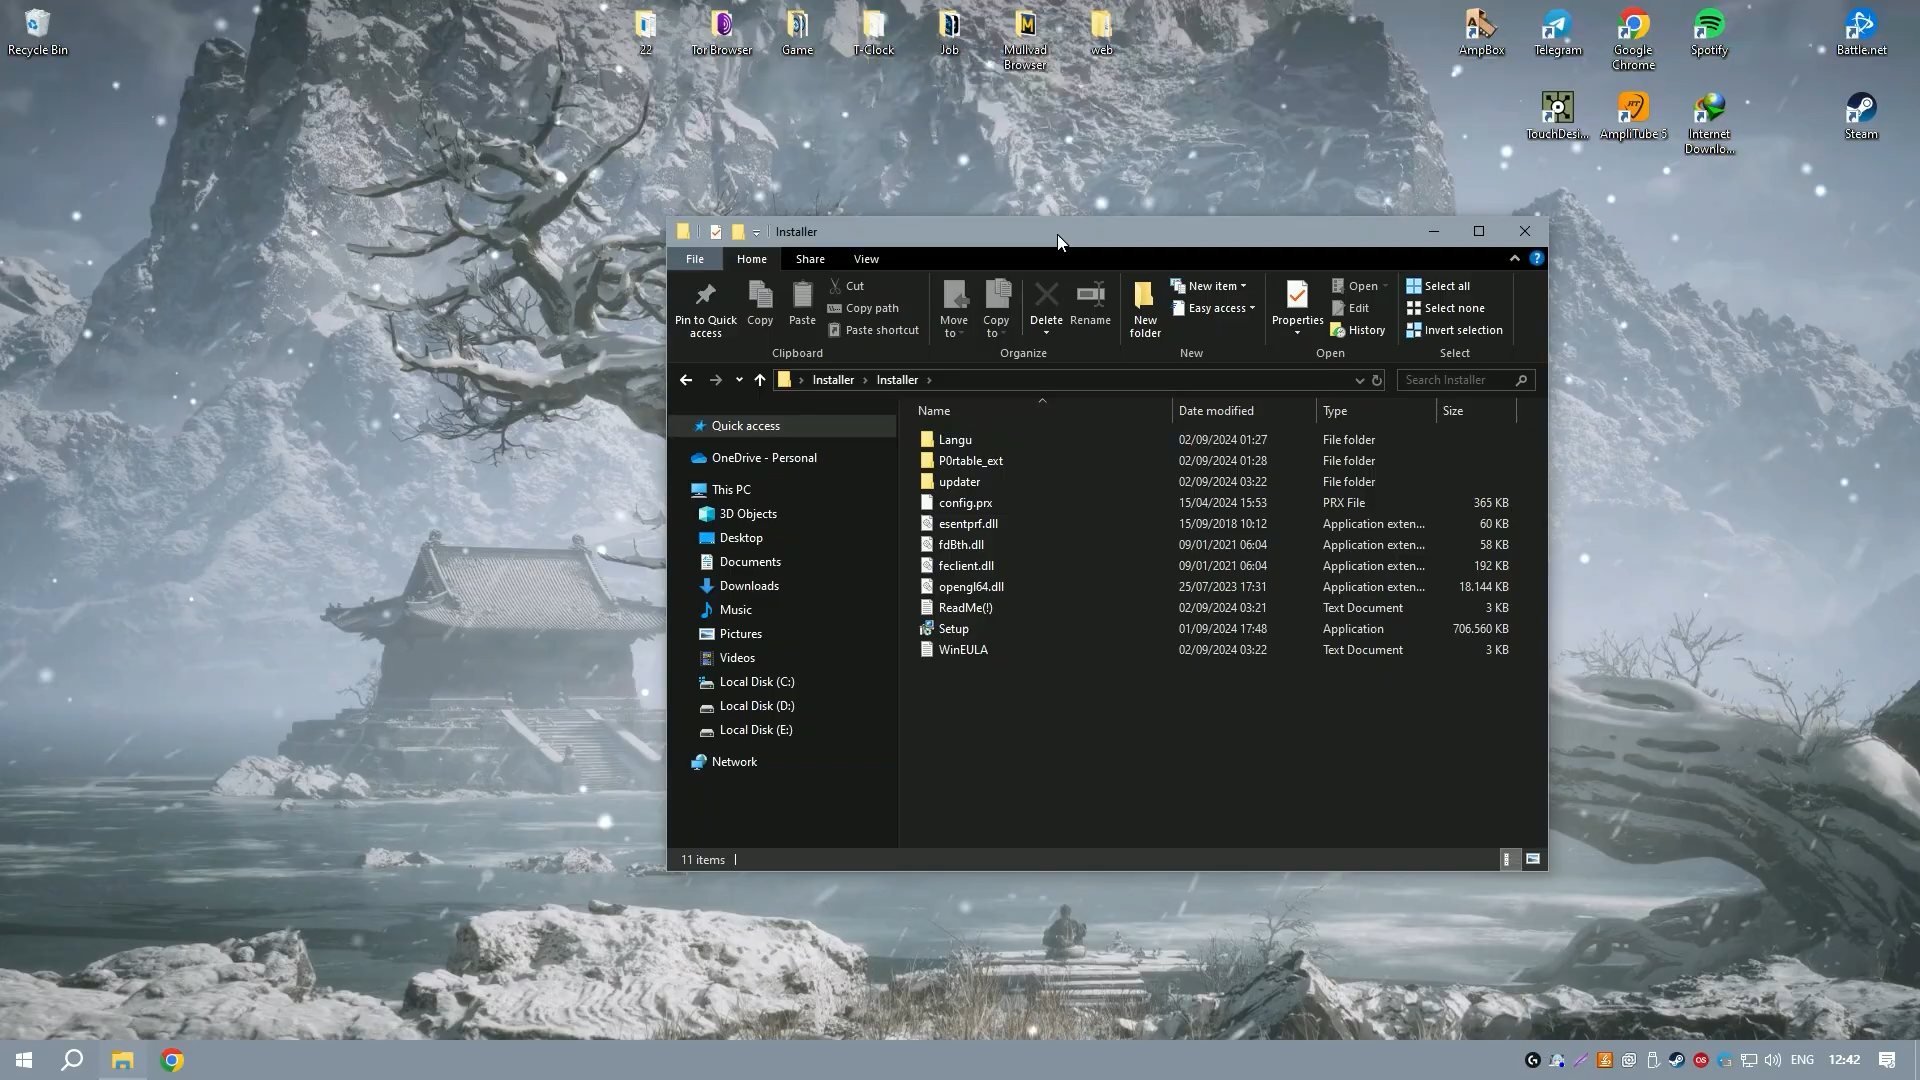 Recycle Bin
22
Tor Browser
Game
T-Clock
Job
Mullvad
Browser
web
AmpBox
Telegram
Google
Chrome
Spotify
Battle.net
TouchDesi...
AmpliTube 5
Internet
Downlo...
Steam
Installer
File
Home
Share
View
Pin to Quick
access
Copy
Paste
Cut
Copy path
Paste shortcut
Clipboard
Move
to
Copy
to
Delete
Rename
Organize
New
folder
New item
Easy access
New
Properties
Open
Edit
History
Open
Select all
Select none
Invert selection
Select
Installer > Installer >
Search Installer
Name Date modified Type Size
Quick access
OneDrive - Personal
This PC
3D Objects
Desktop
Documents
Downloads
Music
Pictures
Videos
Local Disk (C:)
Local Disk (D:)
Local Disk (E:)
Network
Langu 02/09/2024 01:27 File folder
P0rtable_ext 02/09/2024 01:28 File folder
updater 02/09/2024 03:22 File folder
config.prx 15/04/2024 15:53 PRX File 365 KB
esentprf.dll 15/09/2018 10:12 Application exten... 60 KB
fdBth.dll 09/01/2021 06:04 Application exten... 58 KB
feclient.dll 09/01/2021 06:04 Application exten... 192 KB
opengl64.dll 25/07/2023 17:31 Application exten... 18.144 KB
ReadMe(!) 02/09/2024 03:21 Text Document 3 KB
Setup 01/09/2024 17:48 Application 706.560 KB
WinEULA 02/09/2024 03:22 Text Document 3 KB
11 items
ENG
12:42